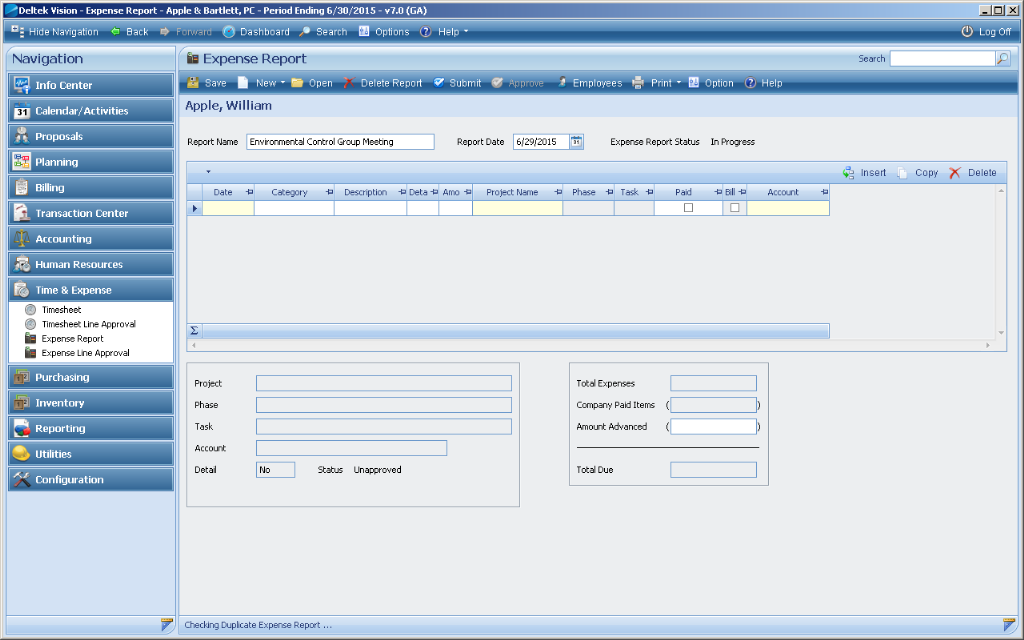 Deltek Vision - Expense Report - Apple & Bartlett, PC - Period Ending 6/30/2015 - v7.0 (GA)
Hide Navigation Back Forward Dashboard Search Options Help Log Off
Navigation
Expense Report
Search
Info Center
Save New Open Delete Report Submit Approve Employees Print Option Help
Calendar/Activities
Apple, William
Proposals
Report Name Environmental Control Group Meeting Report Date 6/29/2015 Expense Report Status In Progress
Planning
Insert Copy Delete
Billing
Date Category Description Deta Amo Project Name Phase Task Paid Bill Account
Transaction Center
Accounting
Human Resources
Time & Expense
Timesheet
Timesheet Line Approval
Expense Report
Expense Line Approval
Σ
Purchasing
Inventory
Reporting
Utilities
Configuration
Project
Phase
Task
Account
Detail No Status Unapproved
Total Expenses
Company Paid Items ( )
Amount Advanced ( )
Total Due
Checking Duplicate Expense Report ...